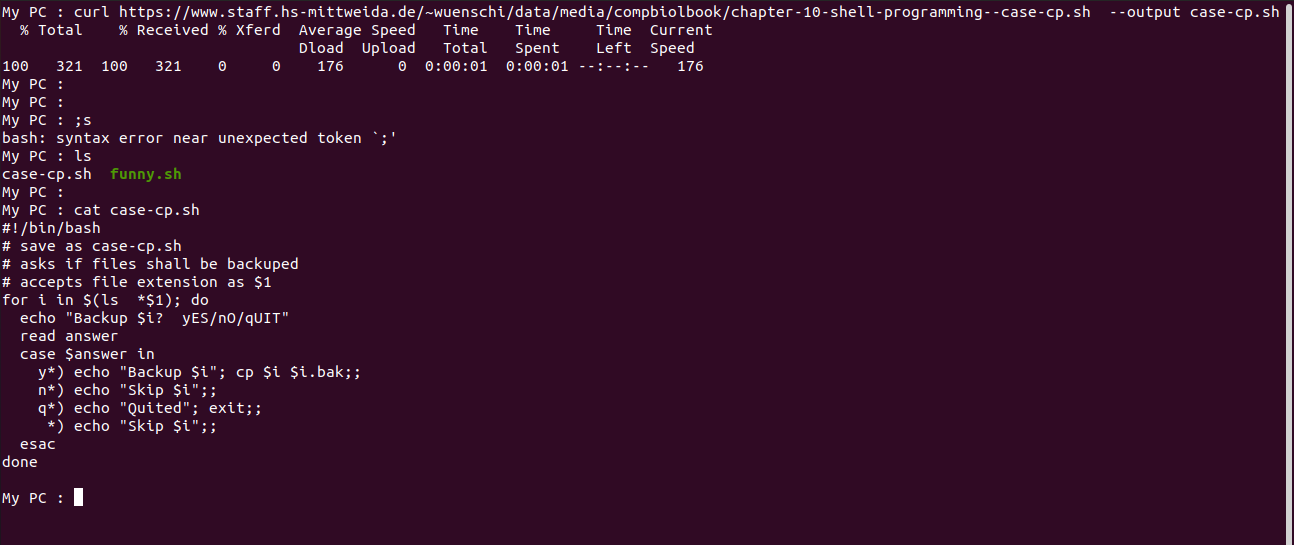 My PC : curl https://www.staff.hs-mittweida.de/~wuenschi/data/media/compbiolbook/chapter-10-shell-programming--case-cp.sh  --output case-cp.sh
  % Total    % Received % Xferd  Average Speed   Time    Time     Time  Current
                                 Dload  Upload   Total   Spent    Left  Speed
100   321  100   321    0     0    176      0  0:00:01  0:00:01 --:--:--   176
My PC :
My PC :
My PC : ;s
bash: syntax error near unexpected token `;'
My PC : ls
case-cp.sh  funny.sh
My PC :
My PC : cat case-cp.sh
#!/bin/bash
# save as case-cp.sh
# asks if files shall be backuped
# accepts file extension as $1
for i in $(ls  *$1); do
  echo "Backup $i?  yES/nO/qUIT"
  read answer
  case $answer in
    y*) echo "Backup $i"; cp $i $i.bak;;
    n*) echo "Skip $i";;
    q*) echo "Quited"; exit;;
     *) echo "Skip $i";;
  esac
done
My PC :